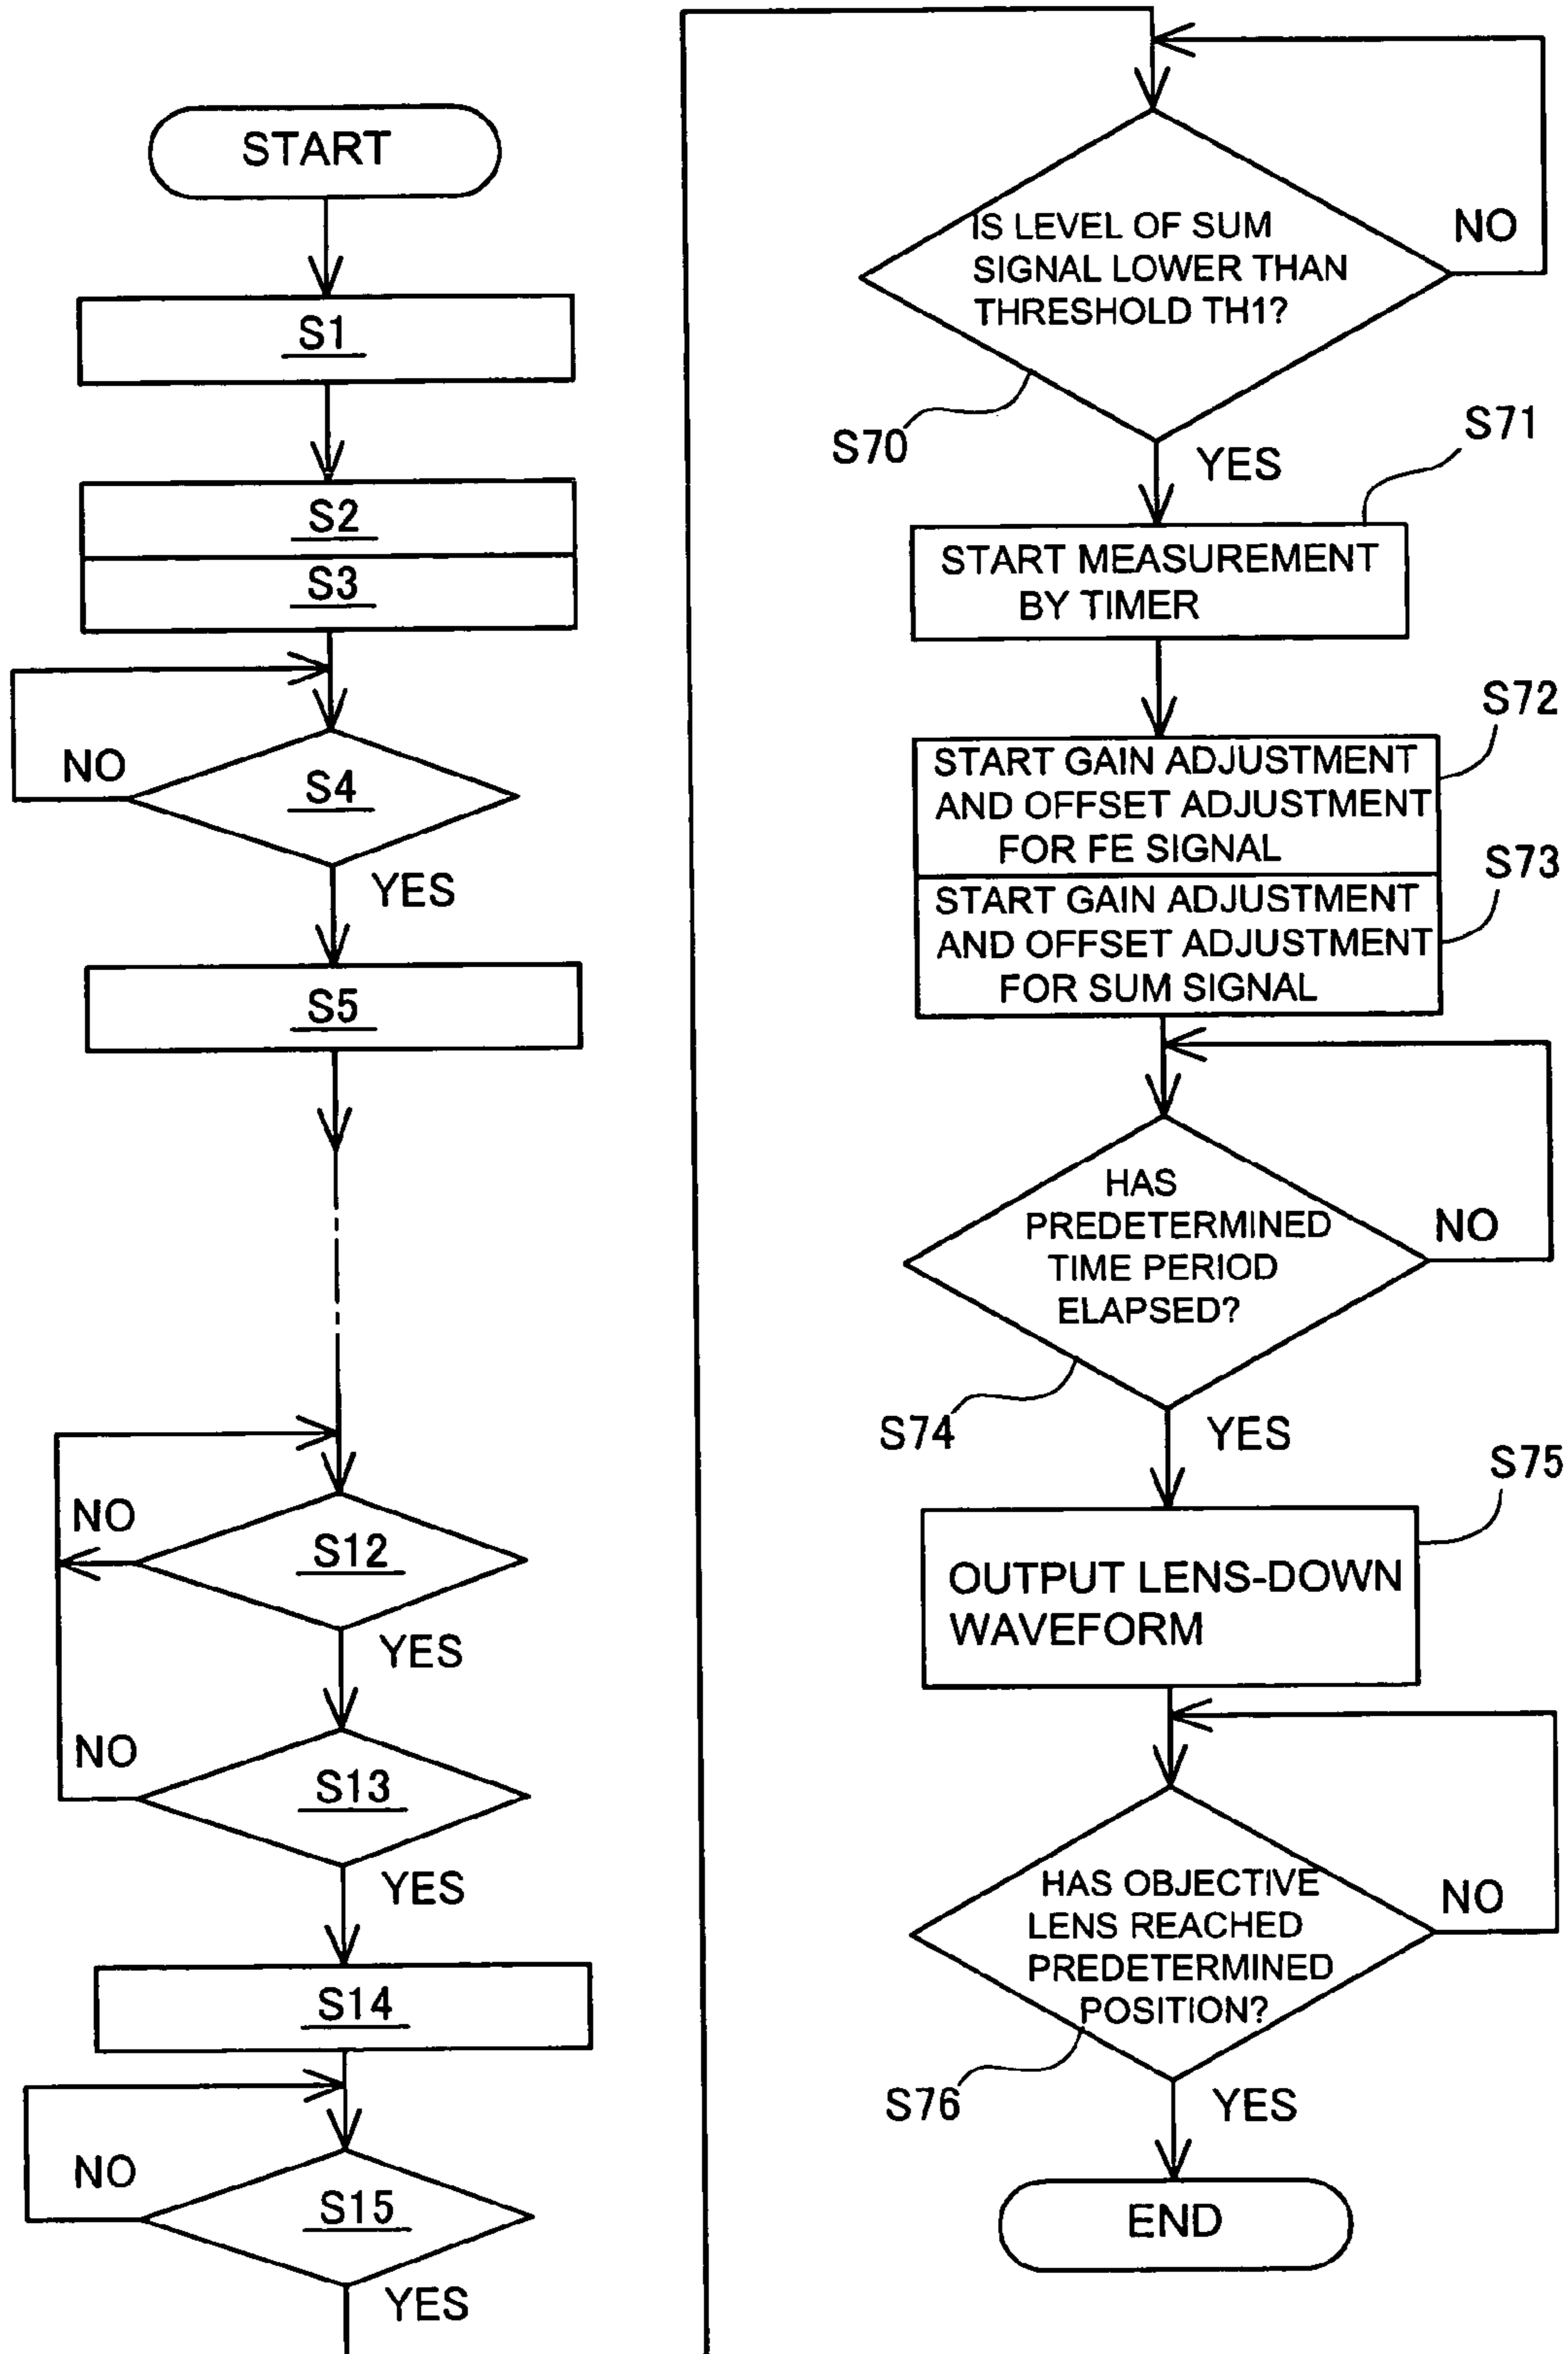 START
S1
S2
S3
NO
S4
YES
S5
NO
S12
YES
NO
S13
YES
S14
NO
S15
YES
IS LEVEL OF SUM
SIGNAL LOWER THAN
THRESHOLD TH1?
NO
S70
YES
S71
START MEASUREMENT
BY TIMER
S72
START GAIN ADJUSTMENT
AND OFFSET ADJUSTMENT
FOR FE SIGNAL
S73
START GAIN ADJUSTMENT
AND OFFSET ADJUSTMENT
FOR SUM SIGNAL
HAS
PREDETERMINED
TIME PERIOD
ELAPSED?
NO
S74
YES
S75
OUTPUT LENS-DOWN
WAVEFORM
HAS OBJECTIVE
LENS REACHED
PREDETERMINED
POSITION?
NO
S76
YES
END